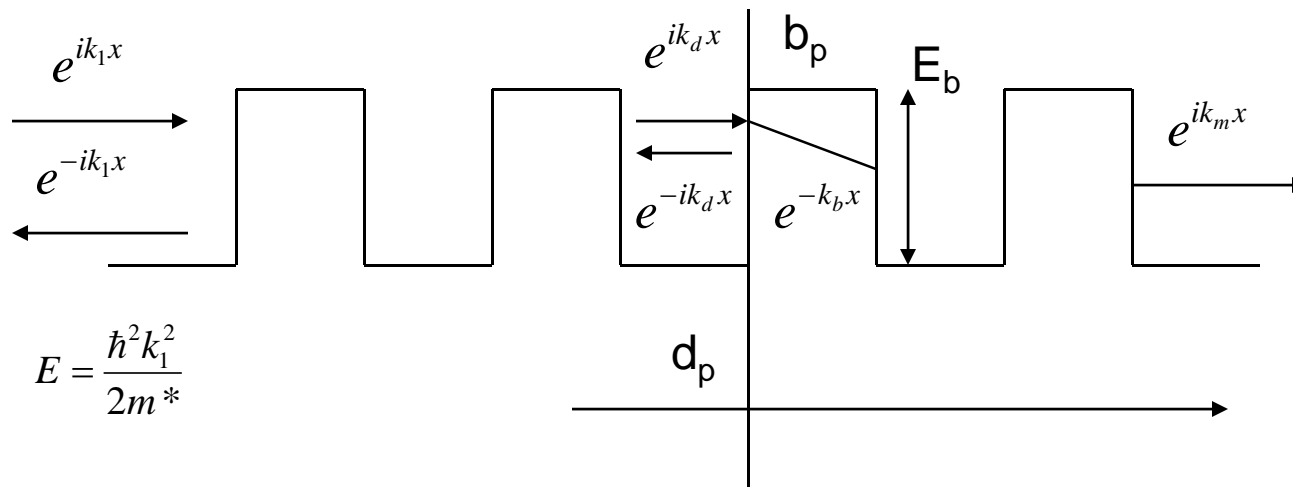 e^{ik_1x}
e^{-ik_1x}
e^{ik_dx}
e^{-ik_dx}
b_p
e^{-k_bx}
E_b
e^{ik_mx}
E = \frac{\hbar^2 k_1^2}{2m*}
d_p